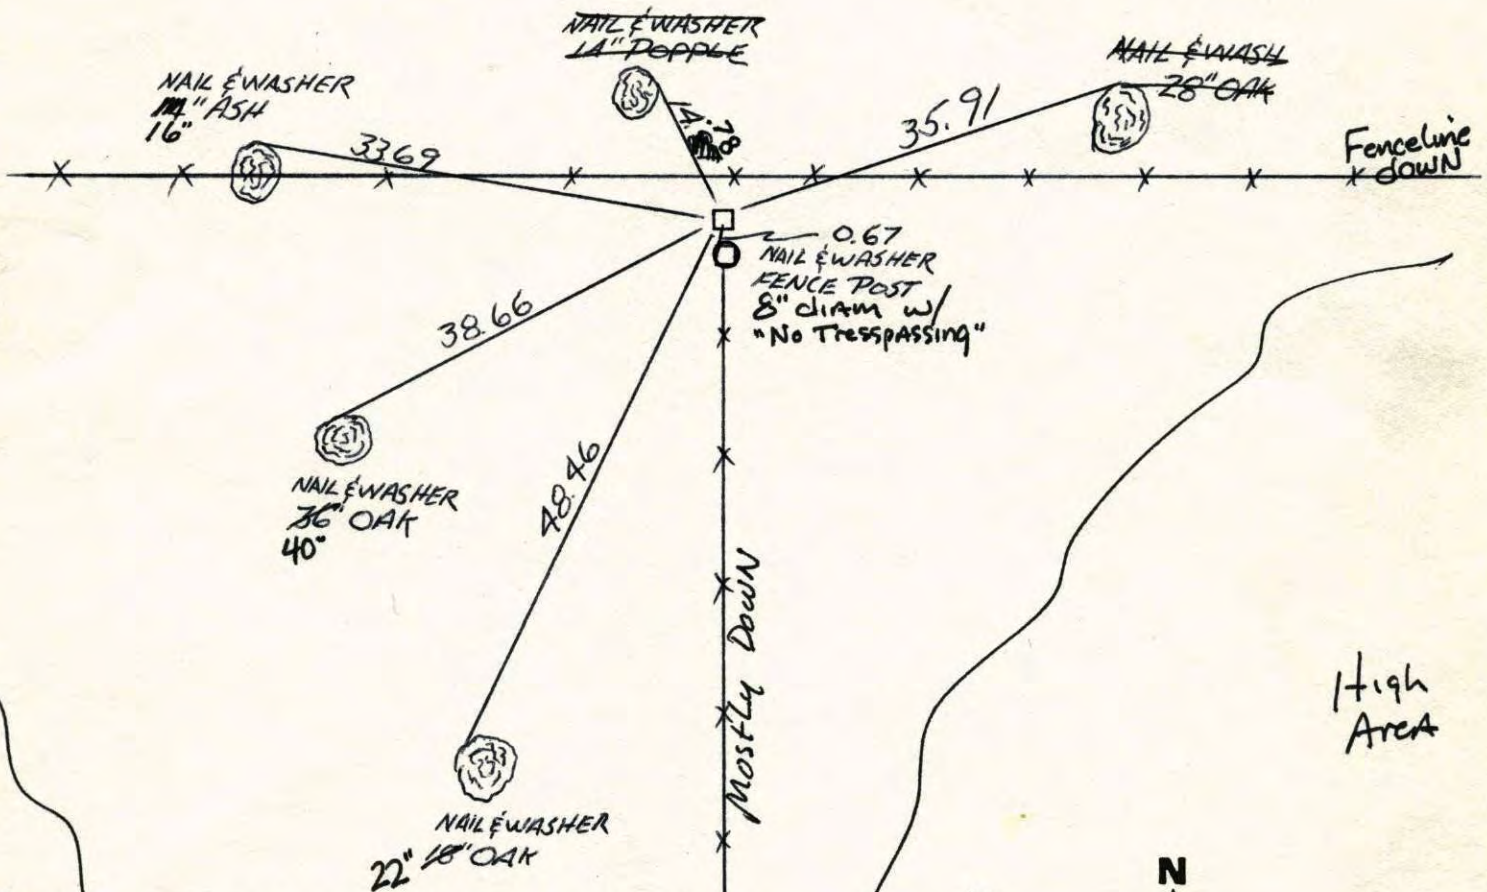 NAIL & WASHER
14" POPPLE
NAIL & WASH
28" OAK
NAIL & WASHER
" ASH
16"
33.69
14.78
35.91
Fenceline
down
0.67
NAIL & WASHER
FENCE POST
8" diam w/
"No Tresspassing"
38.66
NAIL & WASHER
36" OAK
40"
48.46
Mostly Down
High
Area
NAIL & WASHER
22" 18" OAK
N